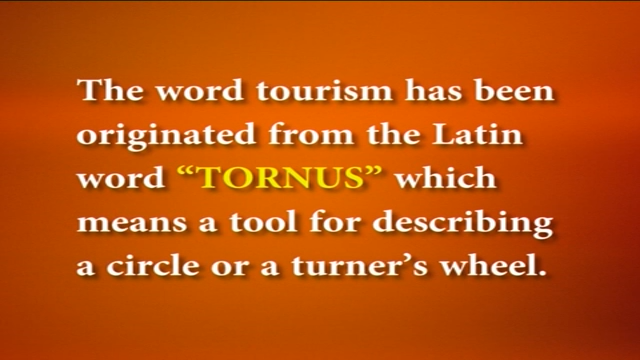 The word tourism has been
originated from the Latin
word “TORNUS” which
means a tool for describing
a circle or a turner’s wheel.